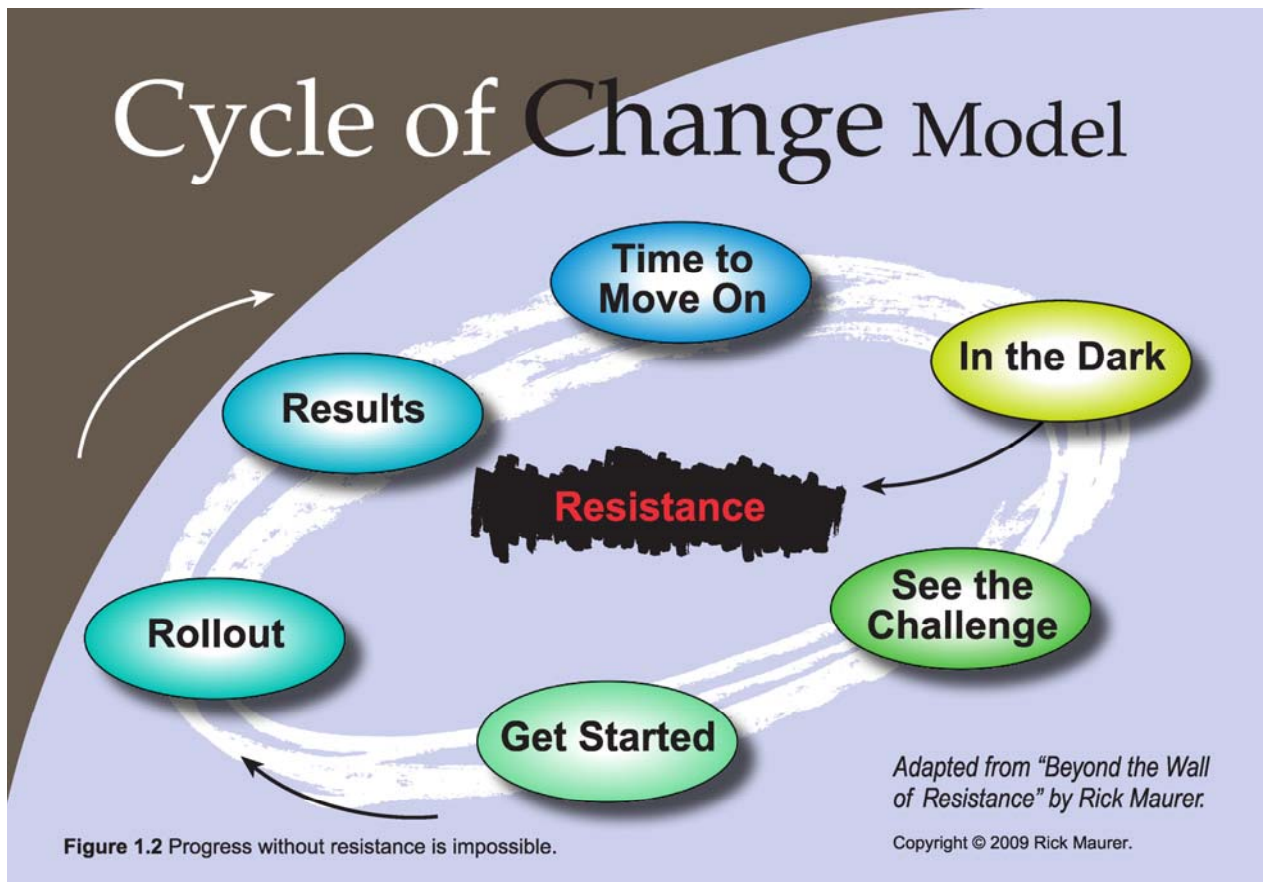 Cycle of Change Model
Time to
Move On
In the Dark
Results
Resistance
See the
Challenge
Rollout
Get Started
Adapted from “Beyond the Wall
of Resistance” by Rick Maurer.
Figure 1.2 Progress without resistance is impossible.
Copyright © 2009 Rick Maurer.